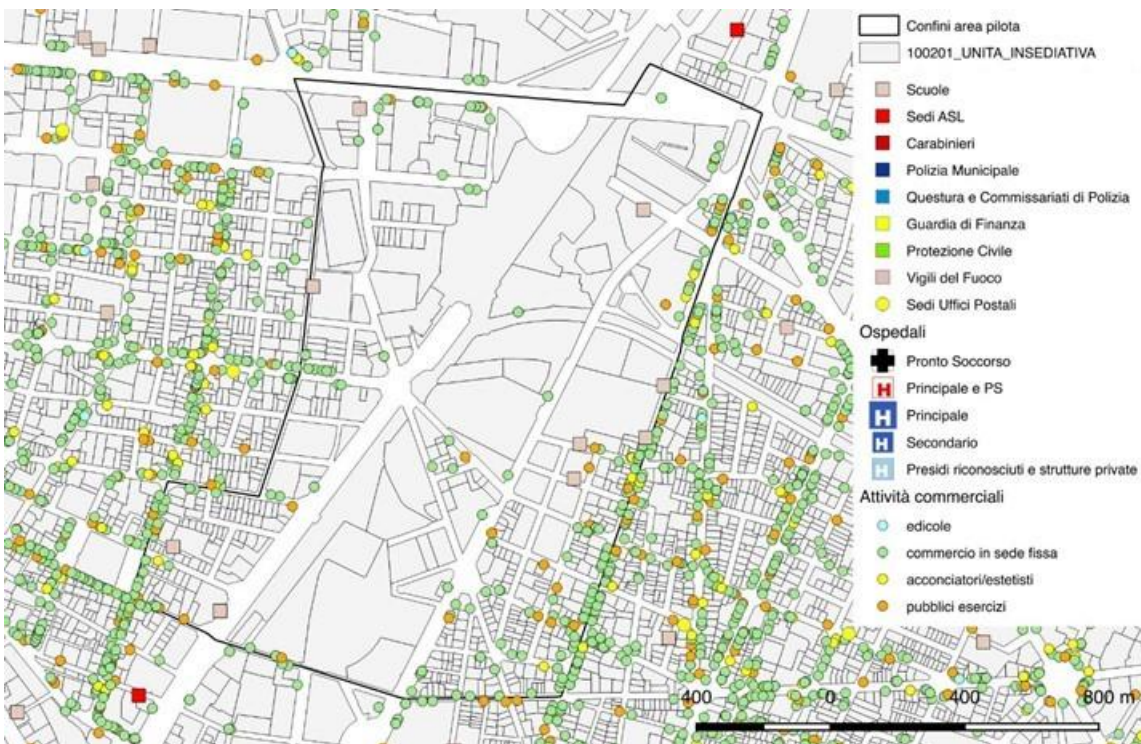 Confini area pilota
100201_UNITA_INSEDIATIVA
Scuole
Sedi ASL
Carabinieri
Polizia Municipale
Questura e Commissariati di Polizia
Guardia di Finanza
Protezione Civile
Vigili del Fuoco
Sedi Uffici Postali
Ospedali
Pronto Soccorso
H Principale e PS
H Principale
H Secondario
H Presidi riconosciuti e strutture private
Attività commerciali
edicole
commercio in sede fissa
acconciatori/estetisti
pubblici esercizi
400 0 400 800 m